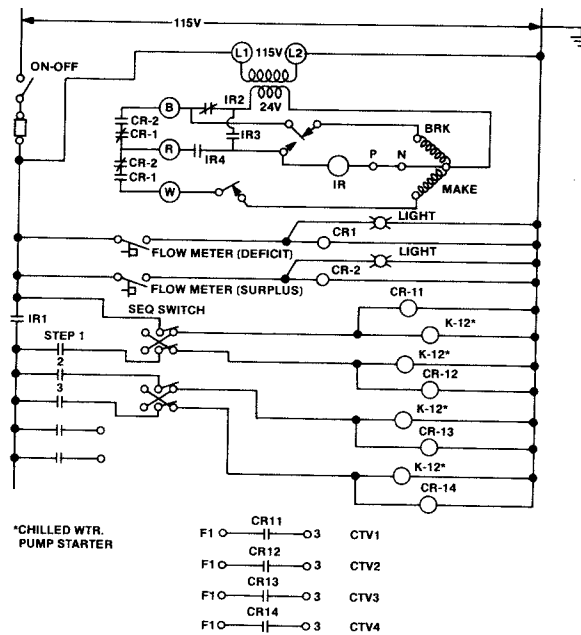 115V
ON-OFF
L1 115V L2
24V
B IR2
CR-2
CR-1
IR3
BRK
R IR4
CR-2
CR-1
IR P N
W
MAKE
LIGHT
CR1
FLOW METER (DEFICIT)
LIGHT
CR-2
FLOW METER (SURPLUS)
SEQ SWITCH
CR-11
IR1
K-12*
STEP 1
K-12*
2
CR-12
3
K-12*
CR-13
K-12*
CR-14
*CHILLED WTR.
PUMP STARTER
CR11
F1 3 CTV1
CR12
F1 3 CTV2
CR13
F1 3 CTV3
CR14
F1 3 CTV4